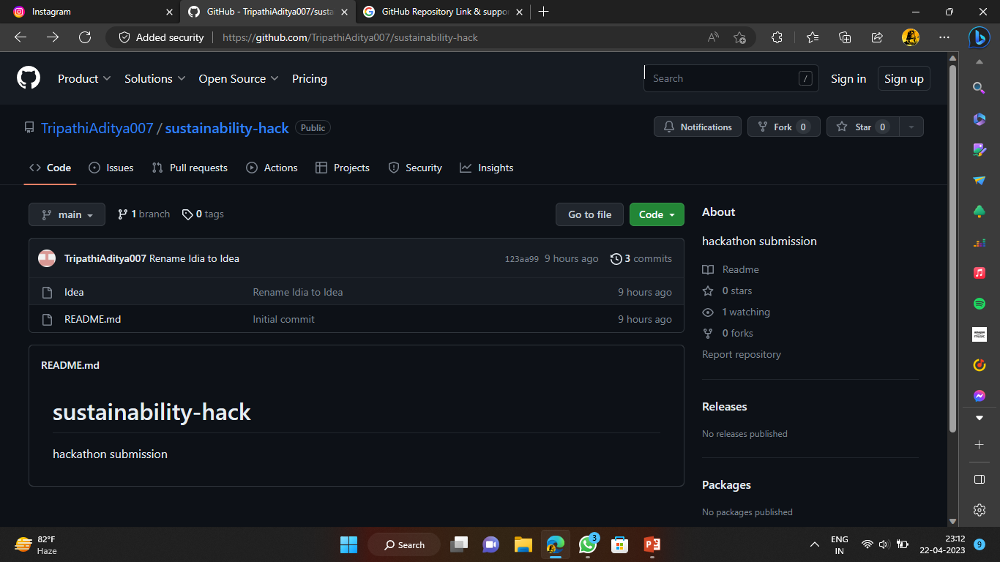 Instagram
GitHub - TripathiAditya007/susta
GitHub Repository Link & suppo
Added security
https://github.com/TripathiAditya007/sustainability-hack
Product
Solutions
Open Source
Pricing
Search
/
Sign in
Sign up
TripathiAditya007 / sustainability-hack
Public
Notifications
Fork 0
Star 0
Code
Issues
Pull requests
Actions
Projects
Security
Insights
main
1 branch
0 tags
Go to file
Code
TripathiAditya007 Rename Idia to Idea
123aa99 9 hours ago
3 commits
Idea
Rename Idia to Idea
9 hours ago
README.md
Initial commit
9 hours ago
README.md
sustainability-hack
hackathon submission
About
hackathon submission
Readme
0 stars
1 watching
0 forks
Report repository
Releases
No releases published
Packages
No packages published
82°F
Haze
Search
3
ENG
IN
23:12
22-04-2023
9